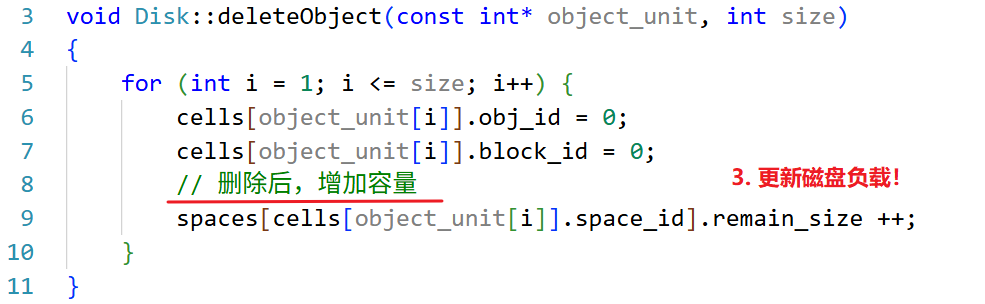 3 void Disk::deleteObject(const int* object_unit, int size)
4 {
5     for (int i = 1; i <= size; i++) {
6         cells[object_unit[i]].obj_id = 0;
7         cells[object_unit[i]].block_id = 0;
8         // 删除后，增加容量 3. 更新磁盘负载！
9         spaces[cells[object_unit[i]].space_id].remain_size ++;
10     }
11 }